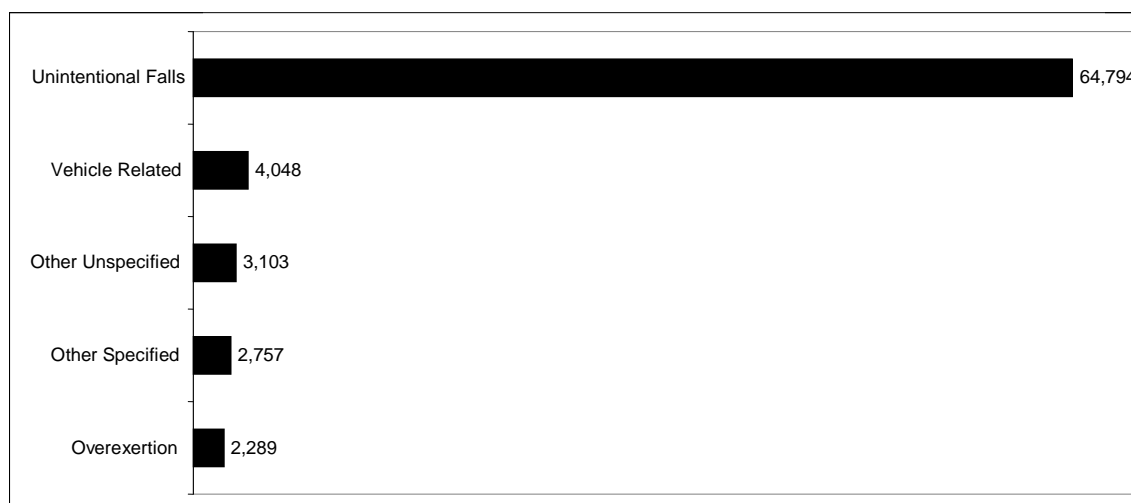 Unintentional Falls 64,794
Vehicle Related 4,048
Other Unspecified 3,103
Other Specified 2,757
Overexertion 2,289